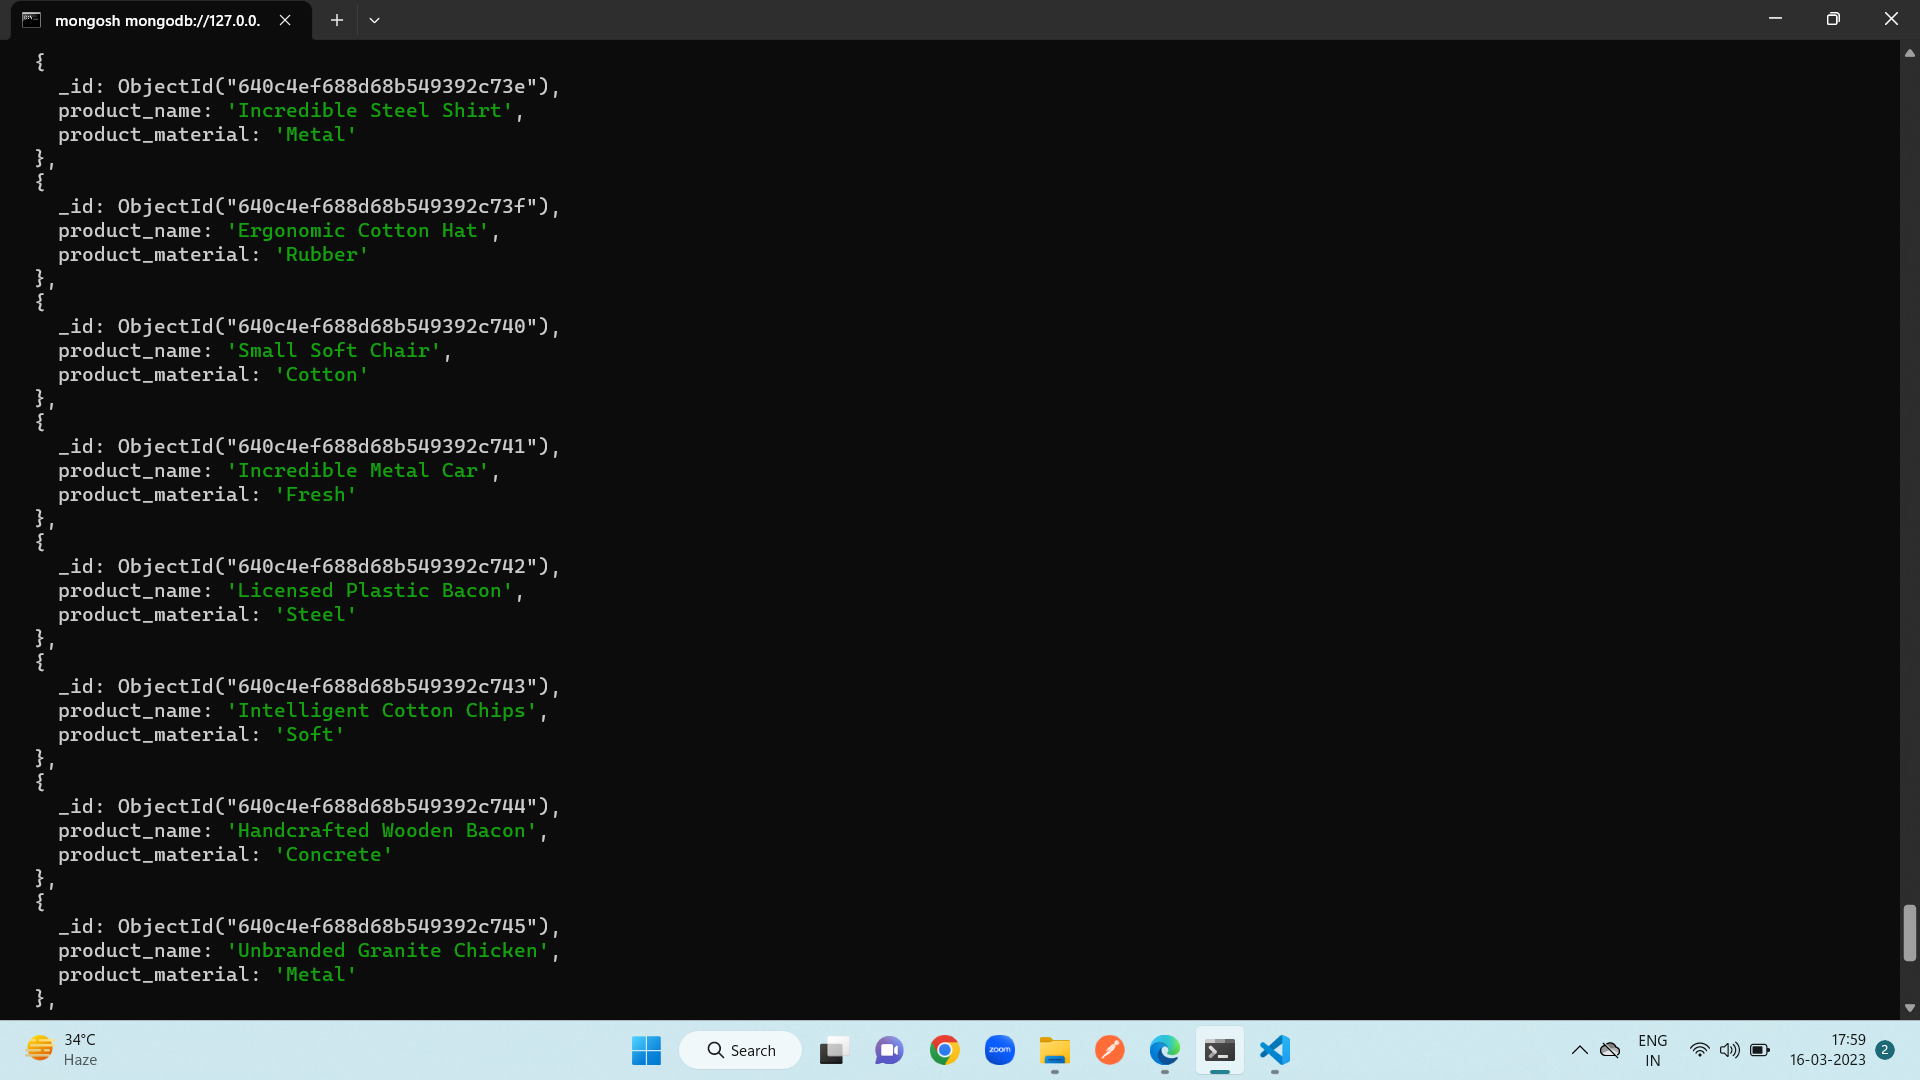 mongosh mongodb://127.0.0.
{
_id: ObjectId("640c4ef688d68b549392c73e"),
product_name: 'Incredible Steel Shirt',
product_material: 'Metal'
},
{
_id: ObjectId("640c4ef688d68b549392c73f"),
product_name: 'Ergonomic Cotton Hat',
product_material: 'Rubber'
},
{
_id: ObjectId("640c4ef688d68b549392c740"),
product_name: 'Small Soft Chair',
product_material: 'Cotton'
},
{
_id: ObjectId("640c4ef688d68b549392c741"),
product_name: 'Incredible Metal Car',
product_material: 'Fresh'
},
{
_id: ObjectId("640c4ef688d68b549392c742"),
product_name: 'Licensed Plastic Bacon',
product_material: 'Steel'
},
{
_id: ObjectId("640c4ef688d68b549392c743"),
product_name: 'Intelligent Cotton Chips',
product_material: 'Soft'
},
{
_id: ObjectId("640c4ef688d68b549392c744"),
product_name: 'Handcrafted Wooden Bacon',
product_material: 'Concrete'
},
{
_id: ObjectId("640c4ef688d68b549392c745"),
product_name: 'Unbranded Granite Chicken',
product_material: 'Metal'
},
34°C
Haze
Search
zoom
ENG
IN
17:59
16-03-2023
2